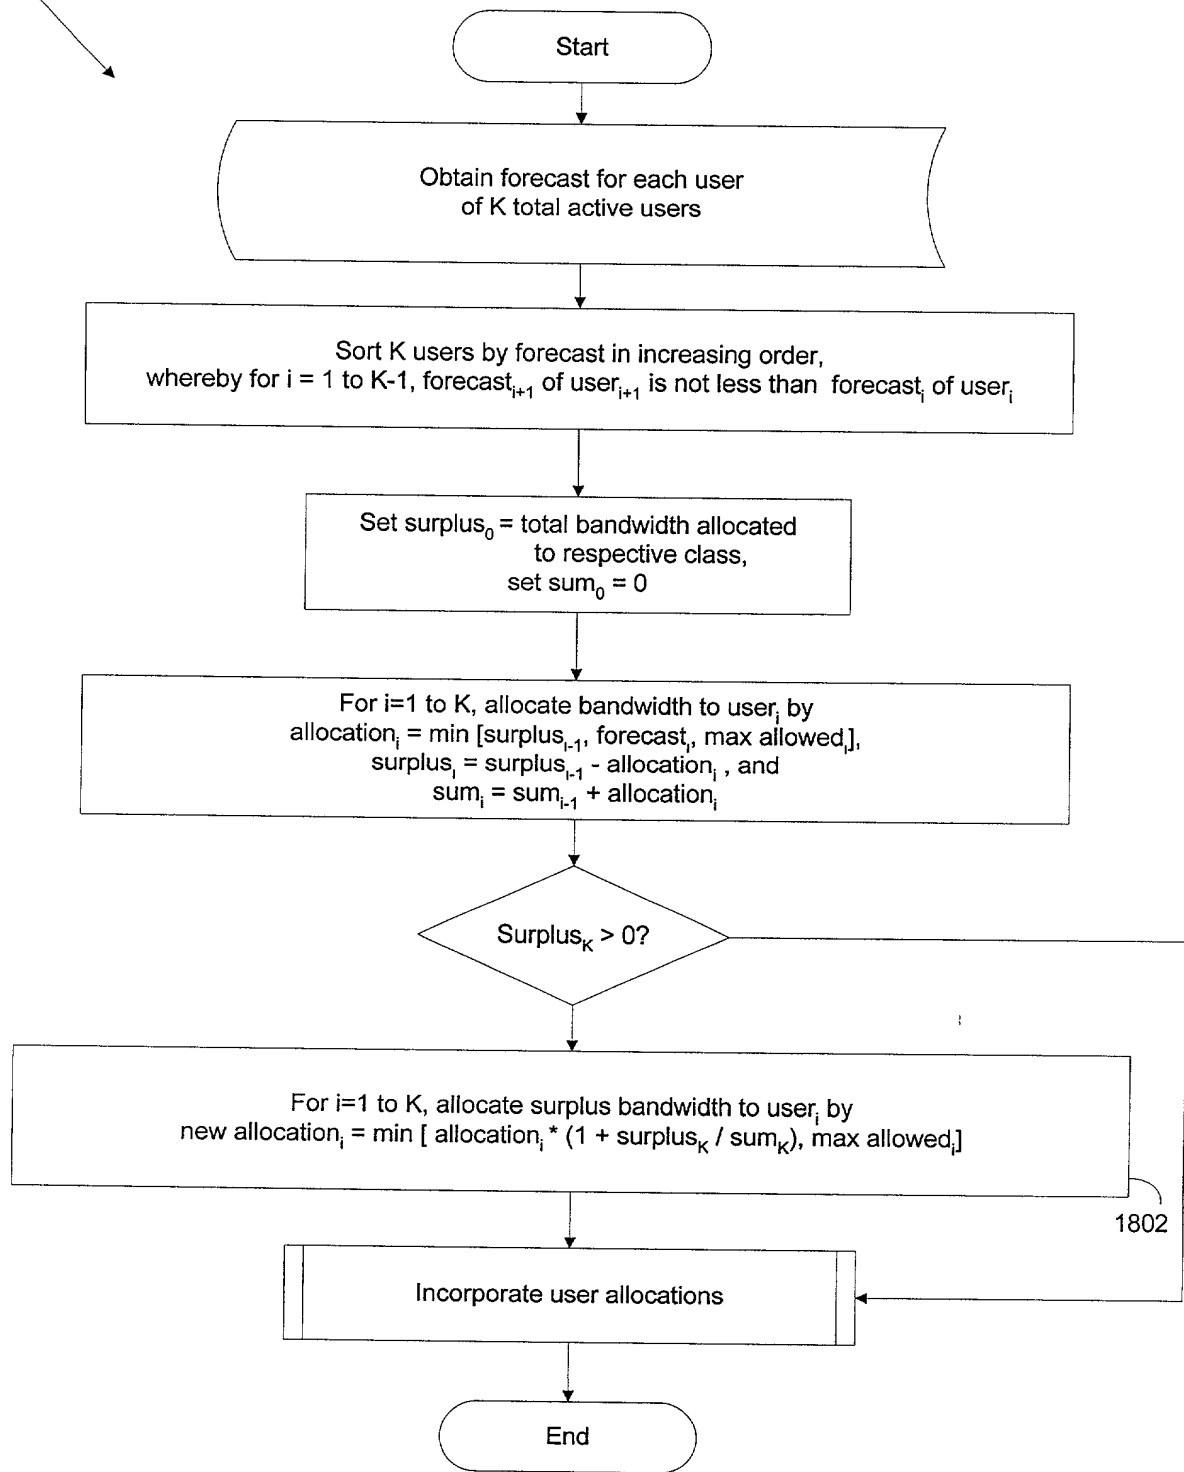 Start
Obtain forecast for each user
of K total active users
Sort K users by forecast in increasing order,
whereby for i = 1 to K-1, forecast_{i+1} of user_{i+1} is not less than forecast_i of user_i
Set surplus_0 = total bandwidth allocated
to respective class,
set sum_0 = 0
For i=1 to K, allocate bandwidth to user_i by
allocation_i = min [surplus_{i-1}, forecast_i, max allowed_i],
surplus_i = surplus_{i-1} - allocation_i , and
sum_i = sum_{i-1} + allocation_i
Surplus_K > 0?
For i=1 to K, allocate surplus bandwidth to user_i by
new allocation_i = min [ allocation_i * (1 + surplus_K / sum_K), max allowed_i]
1802
Incorporate user allocations
End